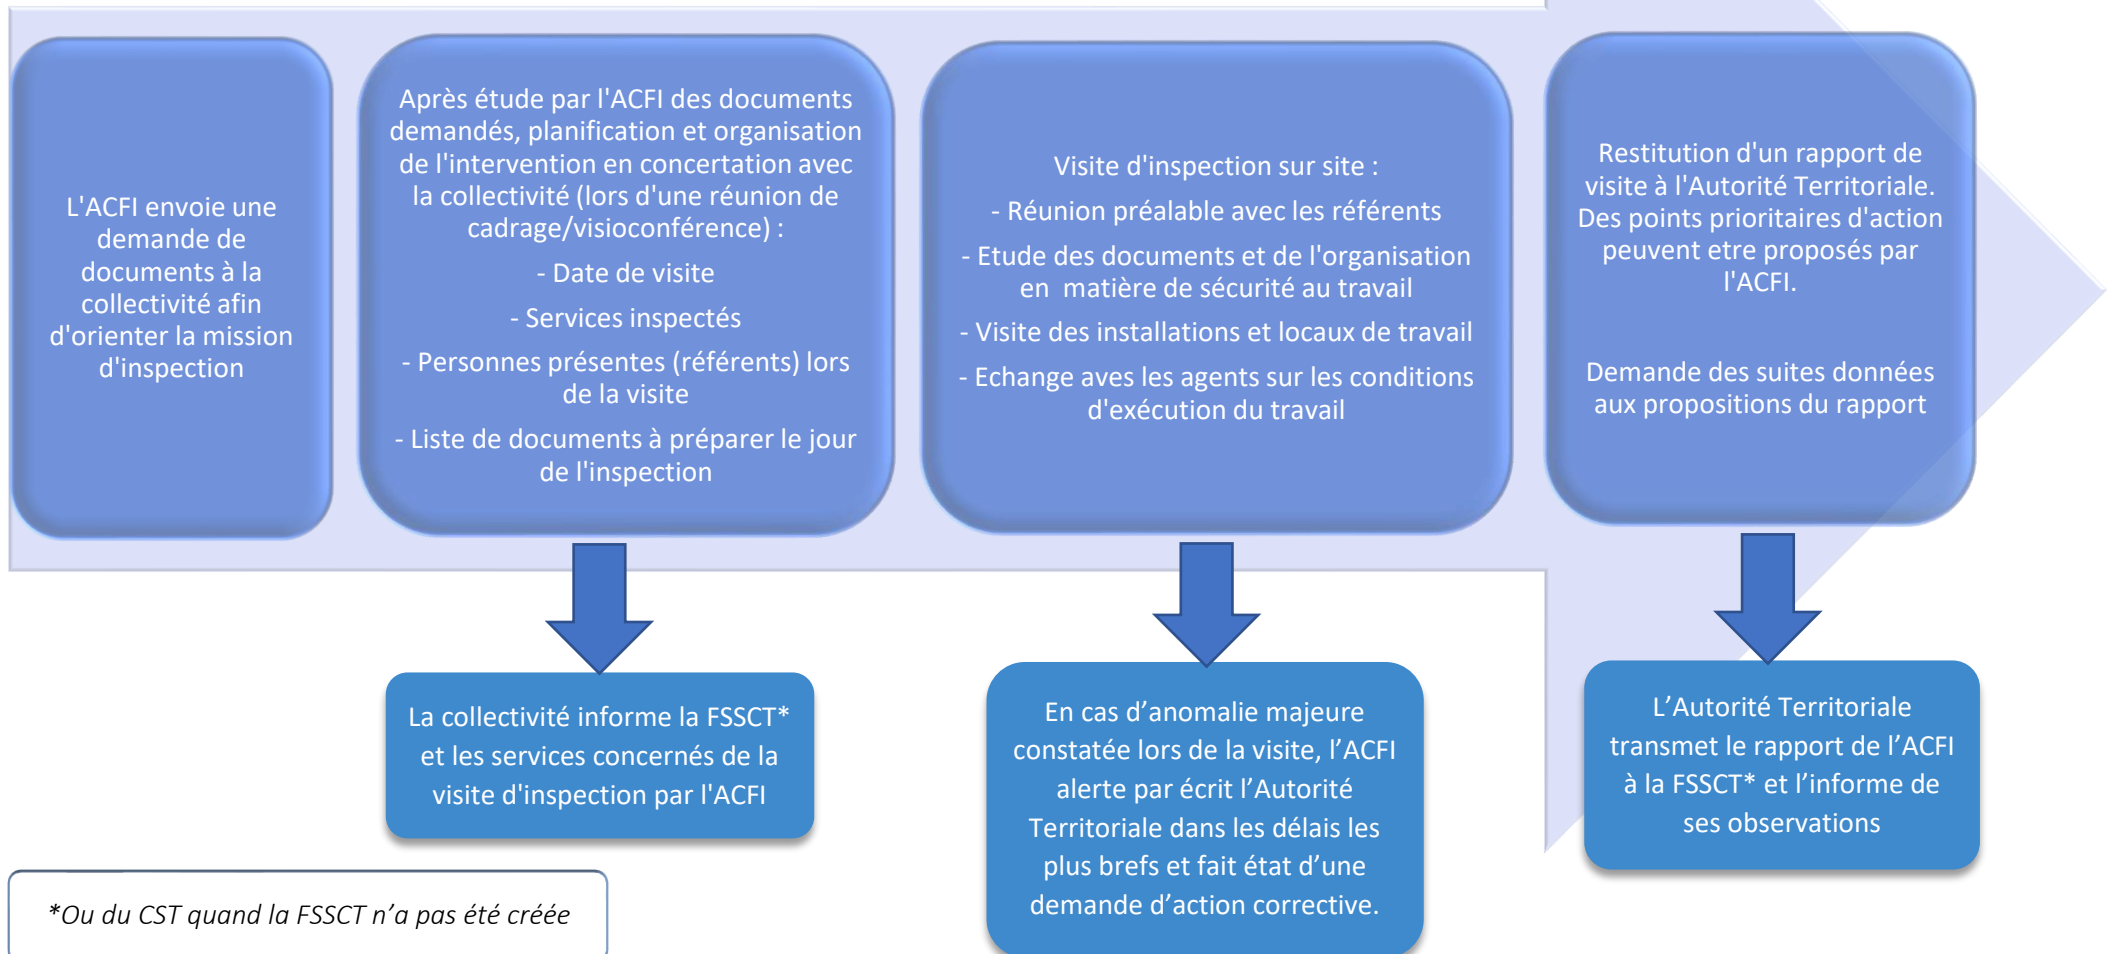 L'ACFI envoie une
demande de
documents à la
collectivité afin
d'orienter la mission
d'inspection
Après étude par l'ACFI des documents
demandés, planification et organisation
de l'intervention en concertation avec
la collectivité (lors d'une réunion de
cadrage/visioconférence) :
- Date de visite
- Services inspectés
- Personnes présentes (référents) lors
de la visite
- Liste de documents à préparer le jour
de l'inspection
Visite d'inspection sur site :
- Réunion préalable avec les référents
- Etude des documents et de l'organisation
en  matière de sécurité au travail
- Visite des installations et locaux de travail
- Echange aves les agents sur les conditions
d'exécution du travail
Restitution d'un rapport de
visite à l'Autorité Territoriale.
Des points prioritaires d'action
peuvent etre proposés par
l'ACFI.
Demande des suites données
aux propositions du rapport
La collectivité informe la FSSCT*
et les services concernés de la
visite d'inspection par l'ACFI
En cas d’anomalie majeure
constatée lors de la visite, l’ACFI
alerte par écrit l’Autorité
Territoriale dans les délais les
plus brefs et fait état d’une
demande d’action corrective.
L’Autorité Territoriale
transmet le rapport de l’ACFI
à la FSSCT* et l’informe de
ses observations
*Ou du CST quand la FSSCT n’a pas été créée